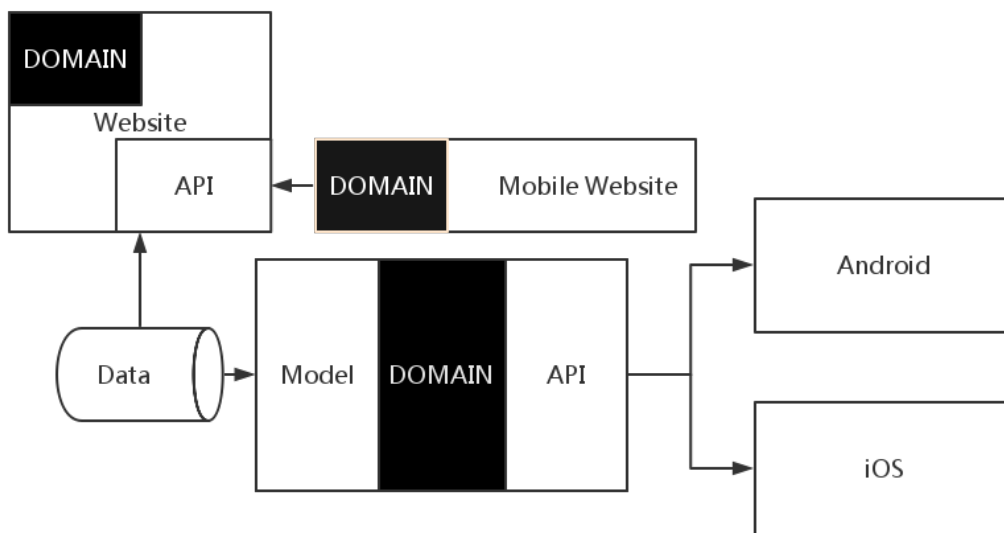 DOMAIN
Website
API
DOMAIN
Mobile Website
Data
Model
DOMAIN
API
Android
iOS